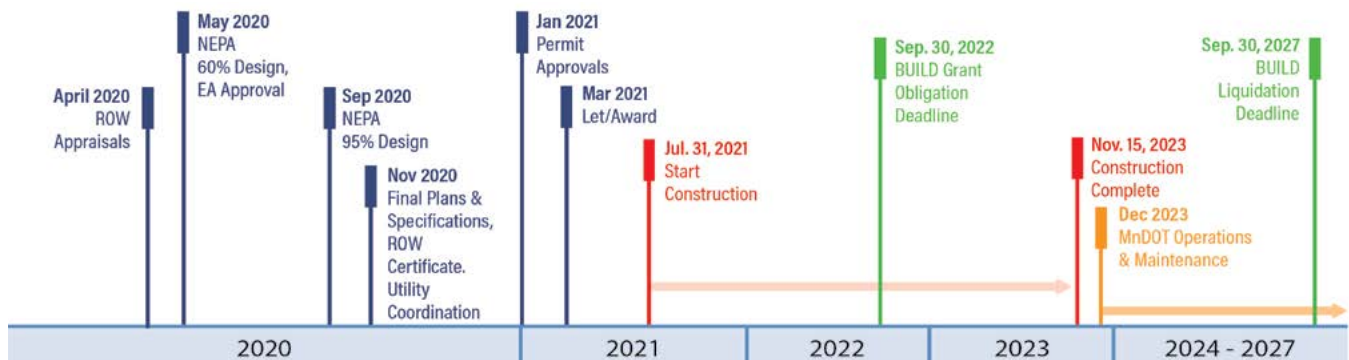 April 2020
ROW
Appraisals
May 2020
NEPA
60% Design,
EA Approval
Sep 2020
NEPA
95% Design
Nov 2020
Final Plans &
Specifications,
ROW
Certificate.
Utility
Coordination
Jan 2021
Permit
Approvals
Mar 2021
Let/Award
Jul. 31, 2021
Start
Construction
Sep. 30, 2022
BUILD Grant
Obligation
Deadline
Nov. 15, 2023
Construction
Complete
Dec 2023
MnDOT Operations
& Maintenance
Sep. 30, 2027
BUILD
Liquidation
Deadline
2020
2021
2022
2023
2024 - 2027